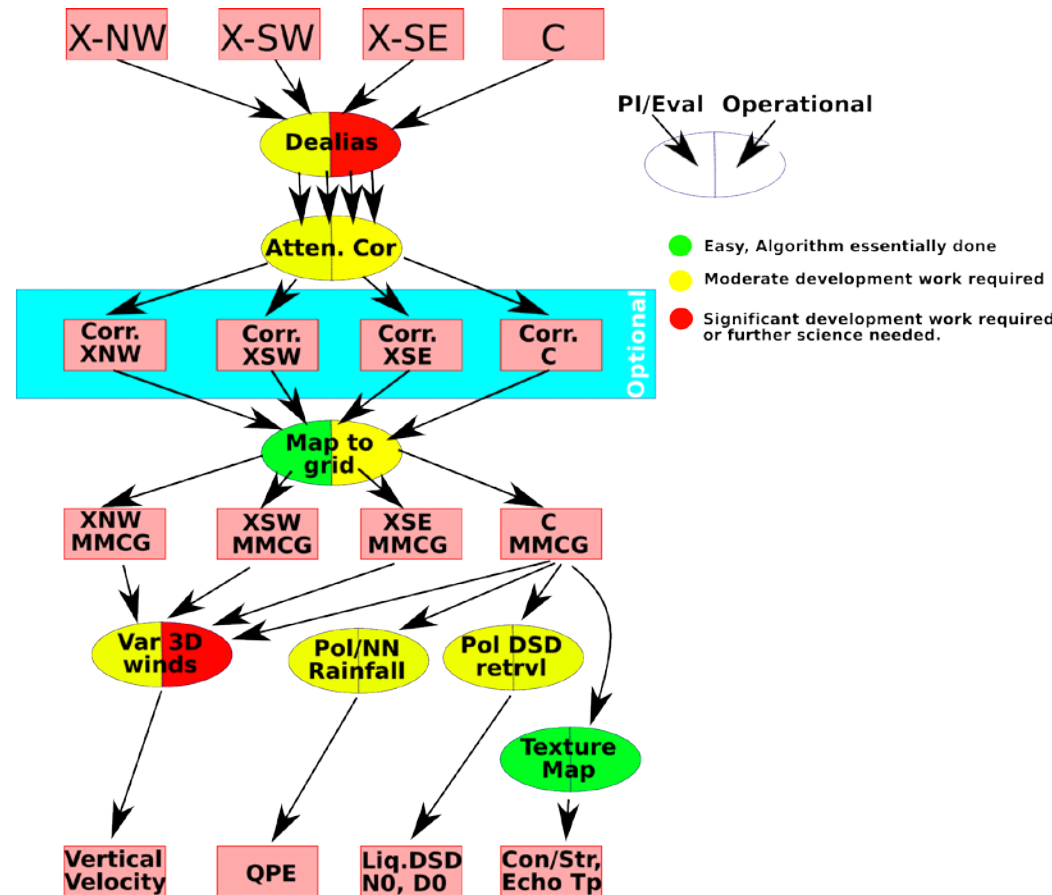 X-NW
X-SW
X-SE
C
PI/Eval
Operational
Dealias
Atten. Cor
Easy, Algorithm essentially done
Moderate development work required
Significant development work required
or further science needed.
Corr.
XNW
Corr.
XSW
Corr.
XSE
Corr.
C
Optional
Map to
grid
XNW
MMCG
XSW
MMCG
XSE
MMCG
C
MMCG
Var 3D
winds
Pol/NN
Rainfall
Pol DSD
retrvl
Texture
Map
Vertical
Velocity
QPE
Liq.DSD
N0, D0
Con/Str,
Echo Tp